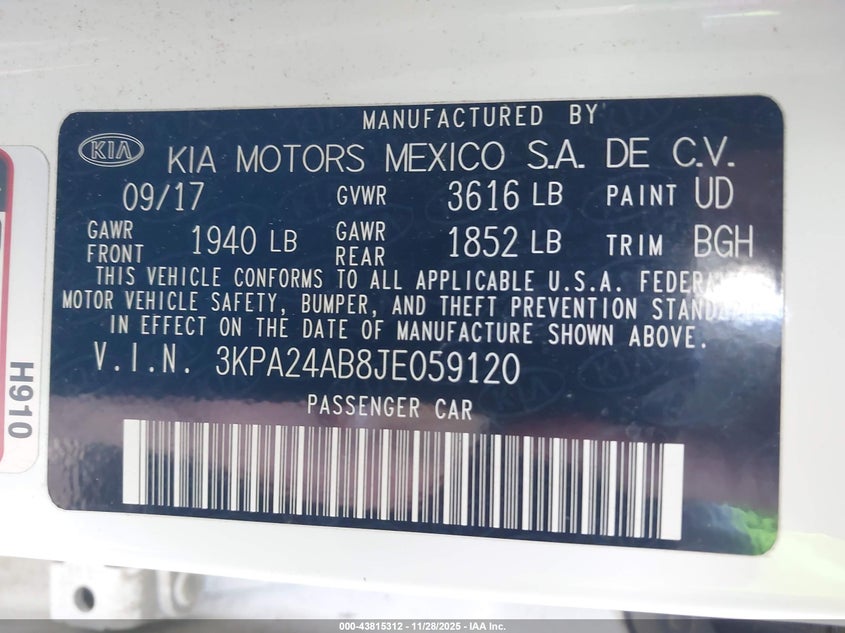 MANUFACTURED BY
KIA KIA MOTORS MEXICO S.A. DE C.V.
09/17 GVWR 3616 LB PAINT UD
GAWR FRONT 1940 LB GAWR REAR 1852 LB TRIM BGH
THIS VEHICLE CONFORMS TO ALL APPLICABLE U.S.A. FEDERAL
MOTOR VEHICLE SAFETY, BUMPER, AND THEFT PREVENTION STANDARDS
IN EFFECT ON THE DATE OF MANUFACTURE SHOWN ABOVE.
V.I.N. 3KPA24AB8JE059120
PASSENGER CAR
H910
000-43815312 | 11/28/2025 - IAA Inc.